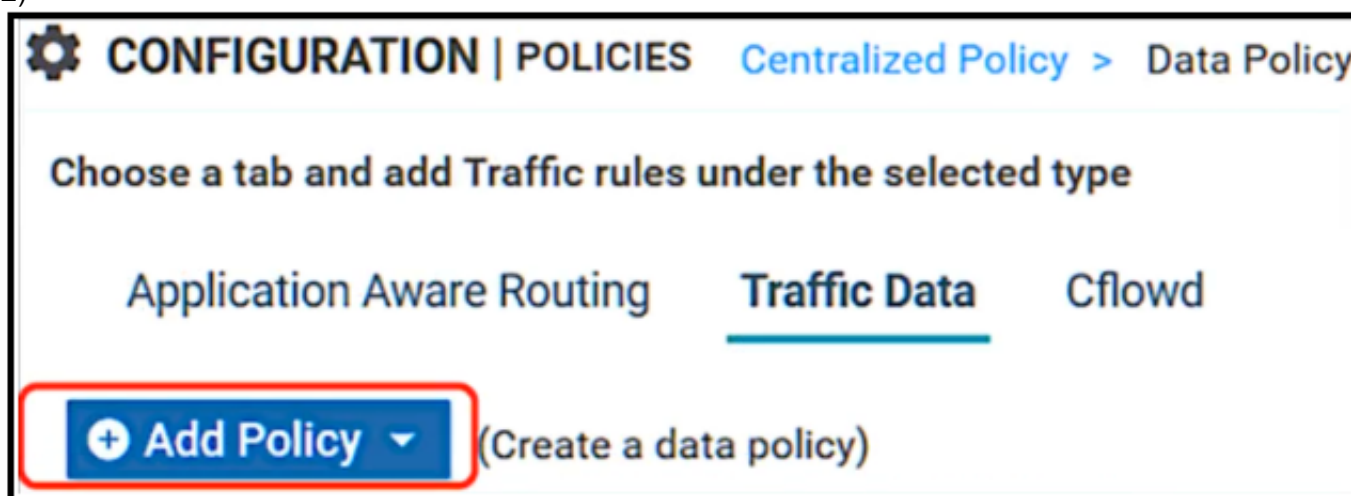 CONFIGURATION | POLICIES Centralized Policy > Data Policy
Choose a tab and add Traffic rules under the selected type
Application Aware Routing Traffic Data Cflowd
Add Policy (Create a data policy)